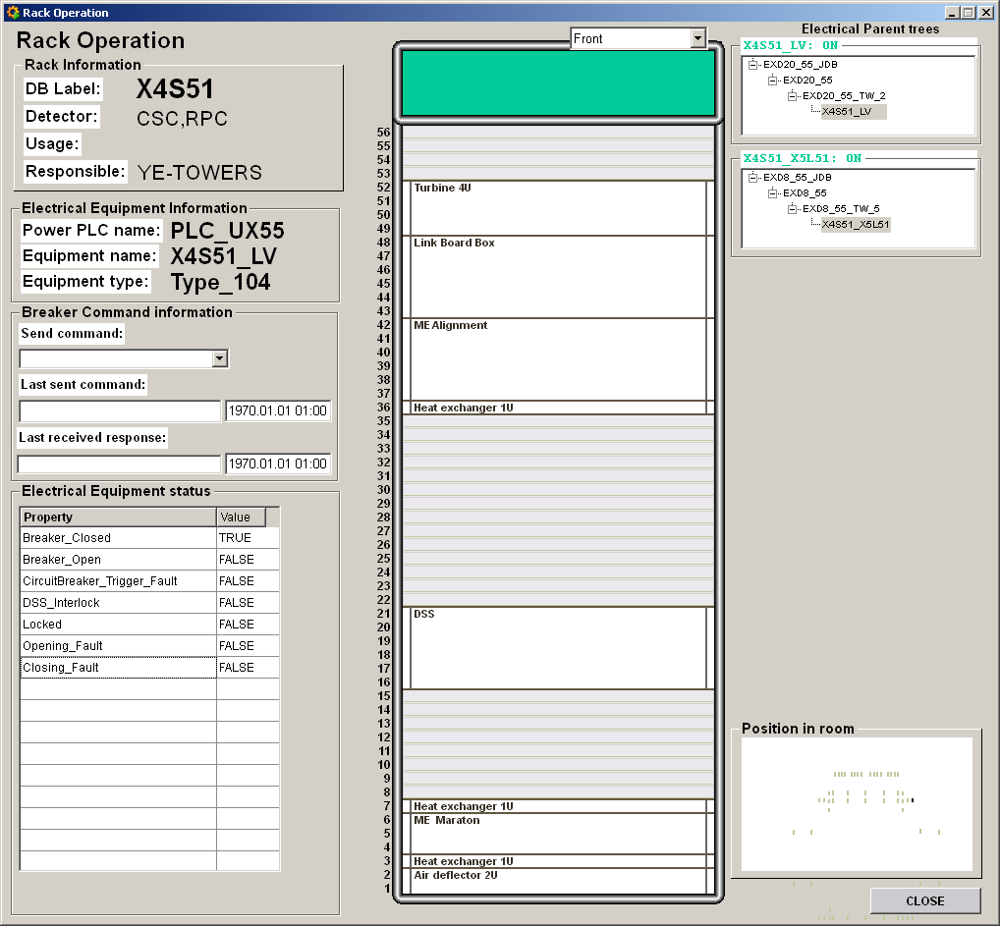 Rack Operation
Rack Operation
Rack Information
DB Label: X4S51
Detector: CSC,RPC
Usage:
Responsible: YE-TOWERS
Electrical Equipment Information
Power PLC name: PLC_UX55
Equipment name: X4S51_LV
Equipment type: Type_104
Breaker Command information
Send command:
Last sent command:
1970.01.01 01:00
Last received response:
1970.01.01 01:00
Electrical Equipment status
Property Value
Breaker_Closed TRUE
Breaker_Open FALSE
CircuitBreaker_Trigger_Fault FALSE
DSS_Interlock FALSE
Locked FALSE
Opening_Fault FALSE
Closing_Fault FALSE
Front
56
55
54
53
52 Turbine 4U
51
50
49
48 Link Board Box
47
46
45
44
43
42 ME Alignment
41
40
39
38
37
36 Heat exchanger 1U
35
34
33
32
31
30
29
28
27
26
25
24
23
22
21 DSS
20
19
18
17
16
15
14
13
12
11
10
9
8
7 Heat exchanger 1U
6 ME Maraton
5
4
3 Heat exchanger 1U
2 Air deflector 2U
1
Electrical Parent trees
X4S51_LV: ON
EXD20_55_JDB
EXD20_55
EXD20_55_TW_2
X4S51_LV
X4S51_X5L51: ON
EXD8_55_JDB
EXD8_55
EXD8_55_TW_5
X4S51_X5L51
Position in room
CLOSE